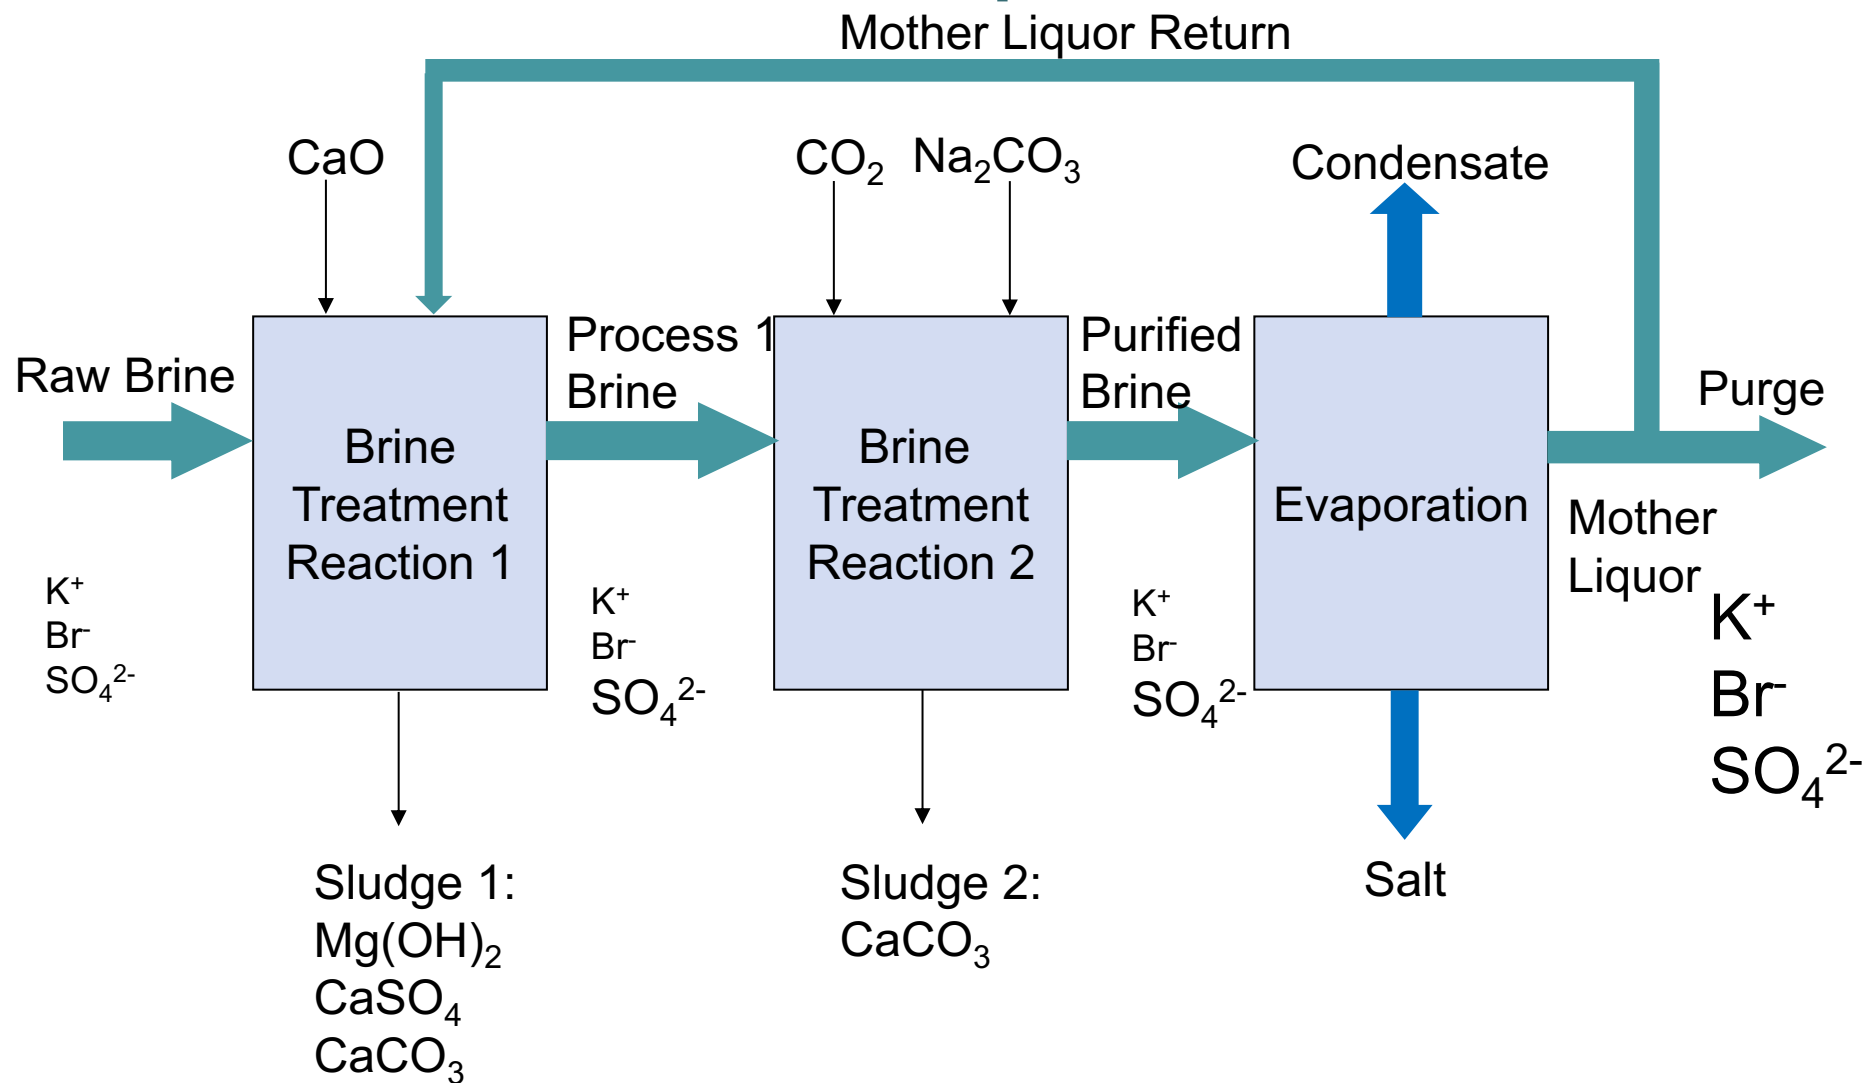 Mother Liquor Return
CaO
CO₂
Na₂CO₃
Condensate
Raw Brine
Process 1
Brine
Purified
Brine
Purge
Brine
Treatment
Reaction 1
Brine
Treatment
Reaction 2
Evaporation
Mother
Liquor
K⁺
Br⁻
SO₄²⁻
K⁺
Br⁻
SO₄²⁻
K⁺
Br⁻
SO₄²⁻
K⁺
Br⁻
SO₄²⁻
Sludge 1:
Mg(OH)₂
CaSO₄
CaCO₃
Sludge 2:
CaCO₃
Salt